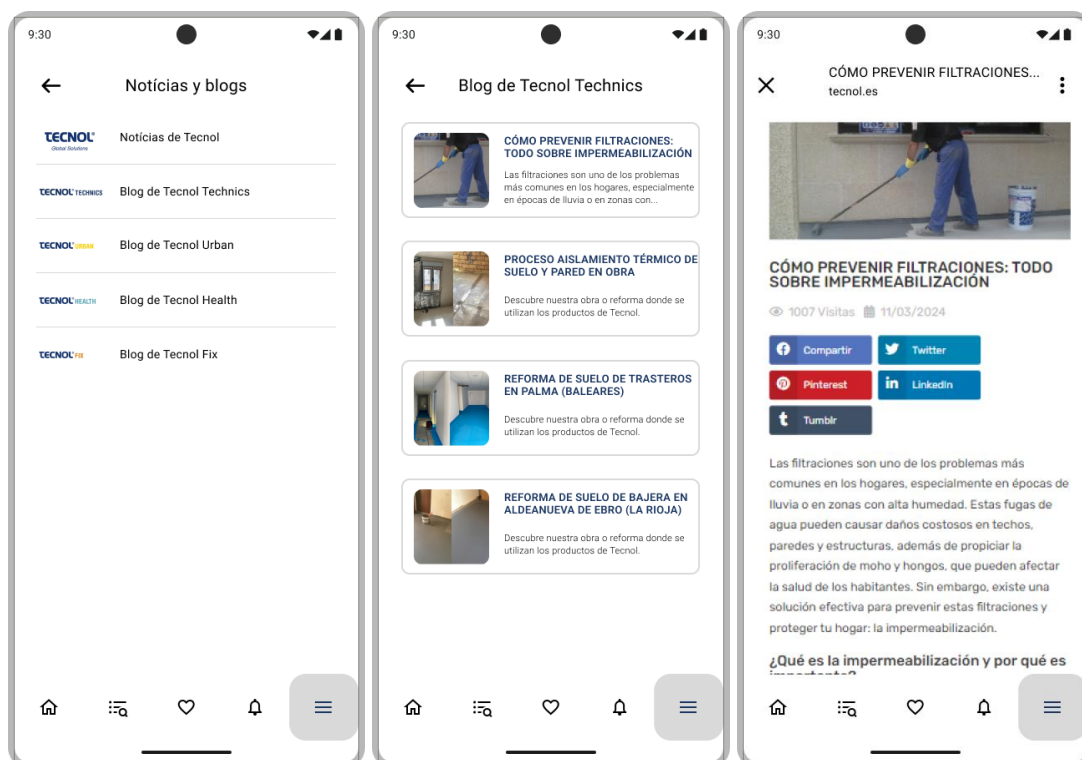 9:30
Notícias y blogs
TECNOL
Global Solutions
Notícias de Tecnol
TECNOL TECHNICS
Blog de Tecnol Technics
TECNOL URBAN
Blog de Tecnol Urban
TECNOL HEALTH
Blog de Tecnol Health
TECNOL FIX
Blog de Tecnol Fix
9:30
Blog de Tecnol Technics
CÓMO PREVENIR FILTRACIONES:
TODO SOBRE IMPERMEABILIZACIÓN
Las filtraciones son uno de los problemas
más comunes en los hogares, especialmente
en épocas de lluvia o en zonas con...
PROCESO AISLAMIENTO TÉRMICO DE
SUELO Y PARED EN OBRA
Descubre nuestra obra o reforma donde se
utilizan los productos de Tecnol.
REFORMA DE SUELO DE TRASTEROS
EN PALMA (BALEARES)
Descubre nuestra obra o reforma donde se
utilizan los productos de Tecnol.
REFORMA DE SUELO DE BAJERA EN
ALDEANUEVA DE EBRO (LA RIOJA)
Descubre nuestra obra o reforma donde se
utilizan los productos de Tecnol.
9:30
CÓMO PREVENIR FILTRACIONES...
tecnol.es
CÓMO PREVENIR FILTRACIONES: TODO
SOBRE IMPERMEABILIZACIÓN
1007 Visitas 11/03/2024
Compartir
Twitter
Pinterest
LinkedIn
Tumblr
Las filtraciones son uno de los problemas más
comunes en los hogares, especialmente en épocas de
lluvia o en zonas con alta humedad. Estas fugas de
agua pueden causar daños costosos en techos,
paredes y estructuras, además de propiciar la
proliferación de moho y hongos, que pueden afectar
la salud de los habitantes. Sin embargo, existe una
solución efectiva para prevenir estas filtraciones y
proteger tu hogar: la impermeabilización.
¿Qué es la impermeabilización y por qué es
importante?